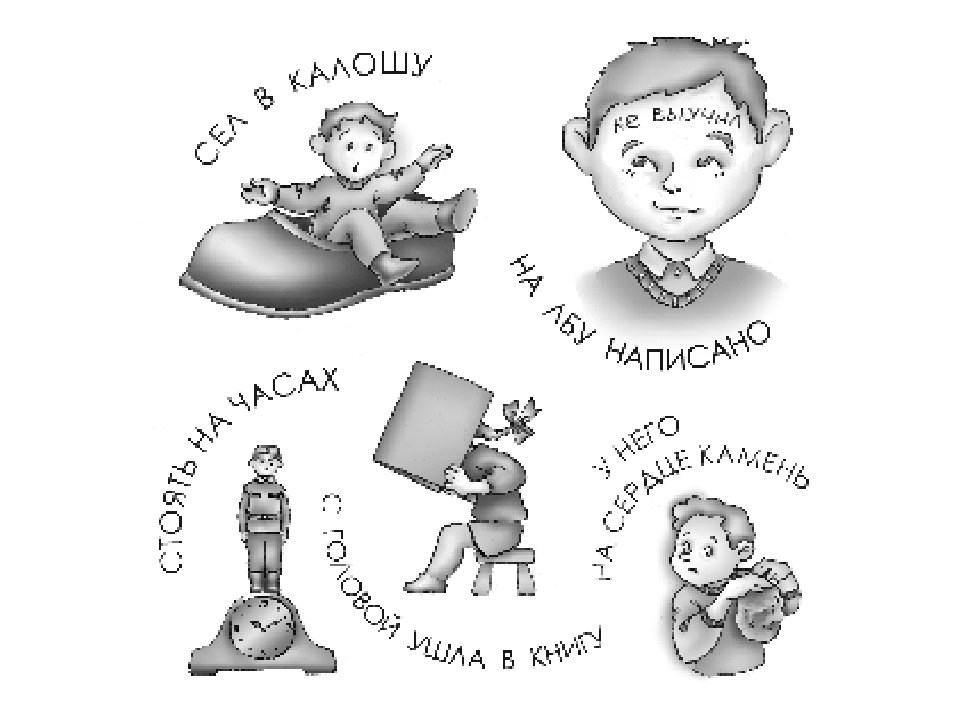 СЕЛ В КАЛОШУ
не выучил
НА ЛБУ НАПИСАНО
СТОЯТЬ НА ЧАСАХ
С ГОЛОВОЙ УШЛА В КНИГУ
У НЕГО
НА СЕРДЦЕ КАМЕНЬ